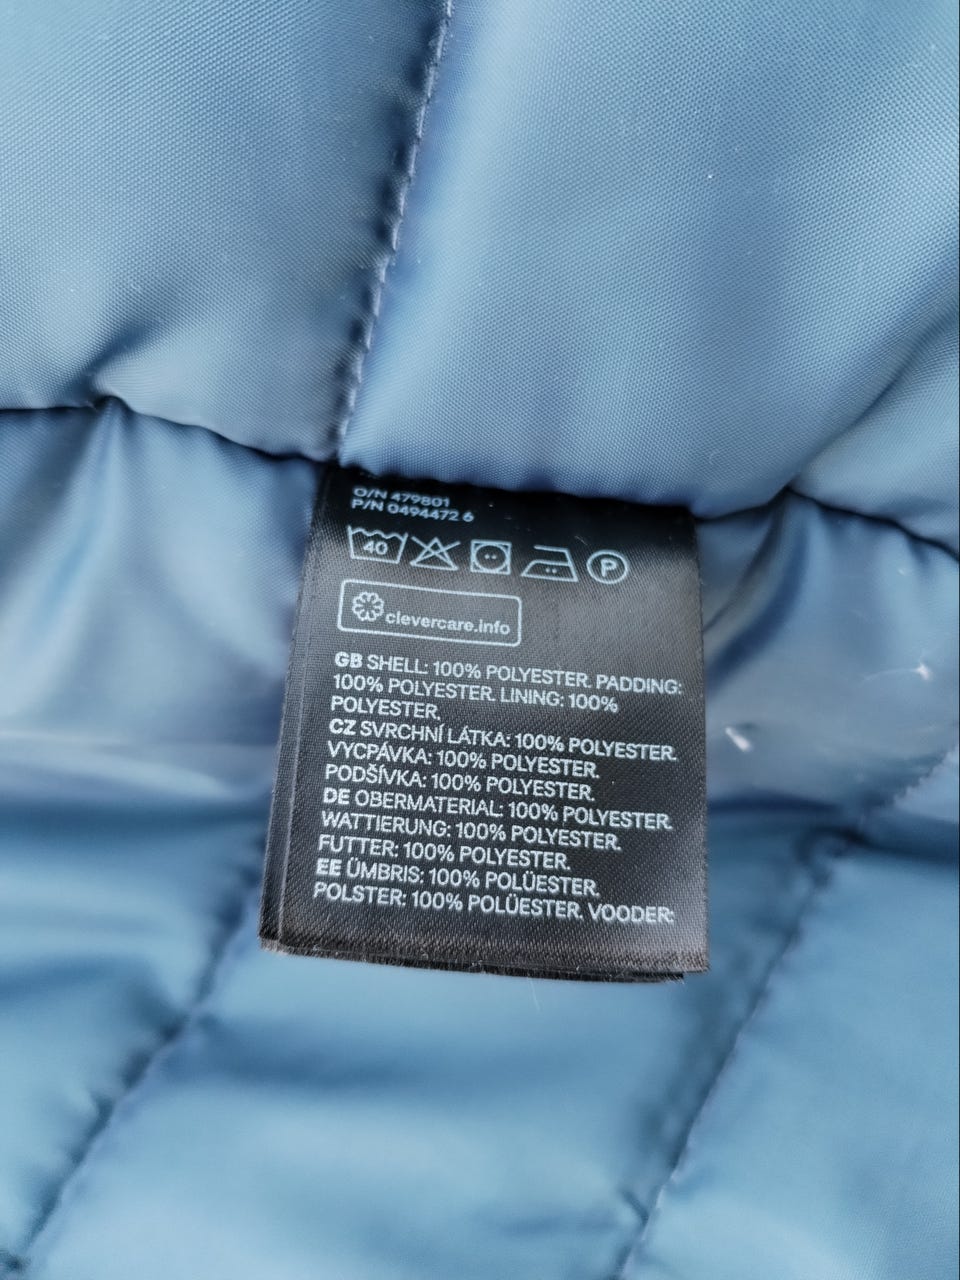 O/N 479801
P/N 0494472 6
40
P
clevercare.info
GB SHELL: 100% POLYESTER. PADDING:
100% POLYESTER. LINING: 100%
POLYESTER.
CZ SVRCHNÍ LÁTKA: 100% POLYESTER.
VYCPÁVKA: 100% POLYESTER.
PODŠÍVKA: 100% POLYESTER.
DE OBERMATERIAL: 100% POLYESTER.
WATTIERUNG: 100% POLYESTER.
FUTTER: 100% POLYESTER.
EE ÜMBRIS: 100% POLÜESTER.
POLSTER: 100% POLÜESTER. VOODER: